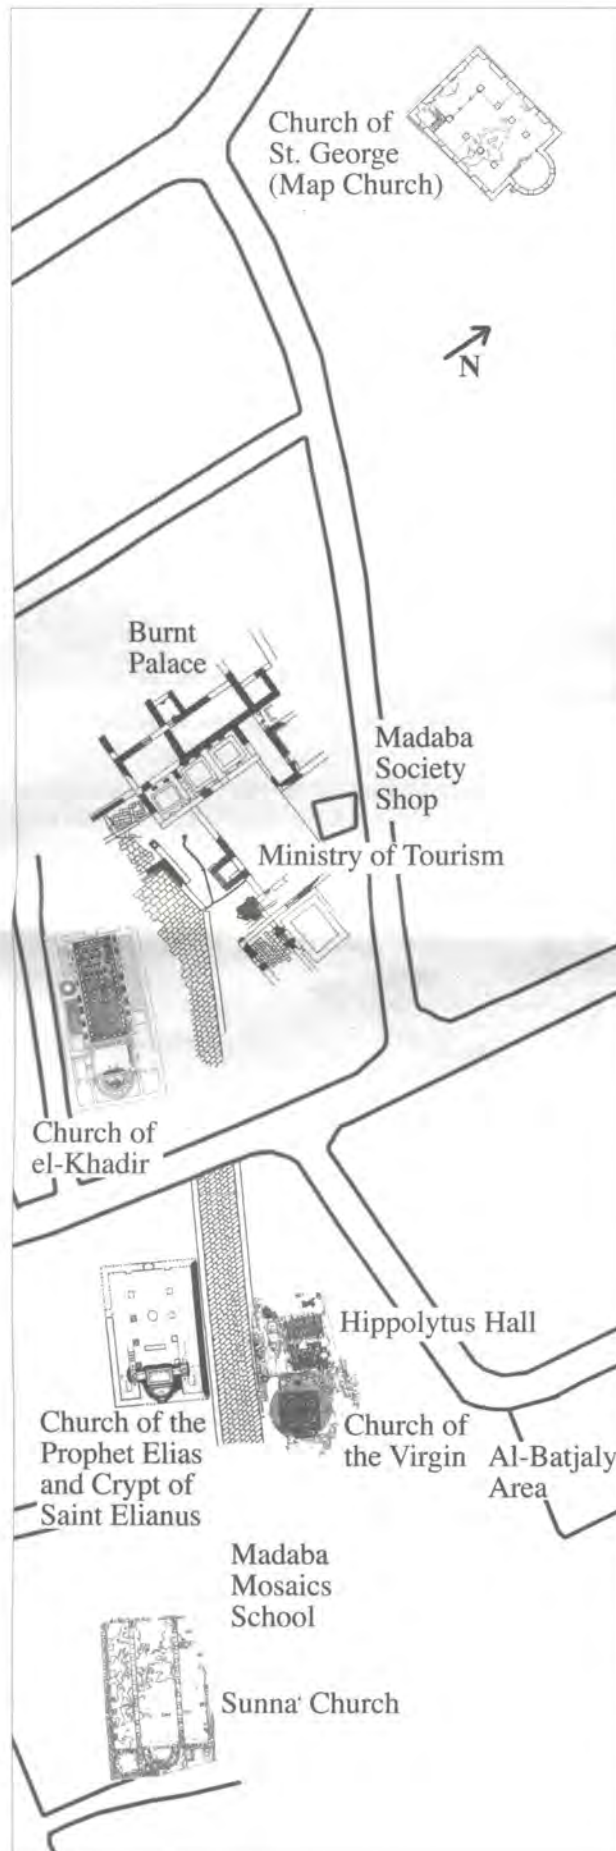 Church of
St. George
(Map Church)
N
Burnt
Palace
Madaba
Society
Shop
Ministry of Tourism
Church of
el-Khadir
Hippolytus Hall
Church of the
Prophet Elias
and Crypt of
Saint Elianus
Church of
the Virgin
Al-Batjaly
Area
Madaba
Mosaics
School
Sunna' Church